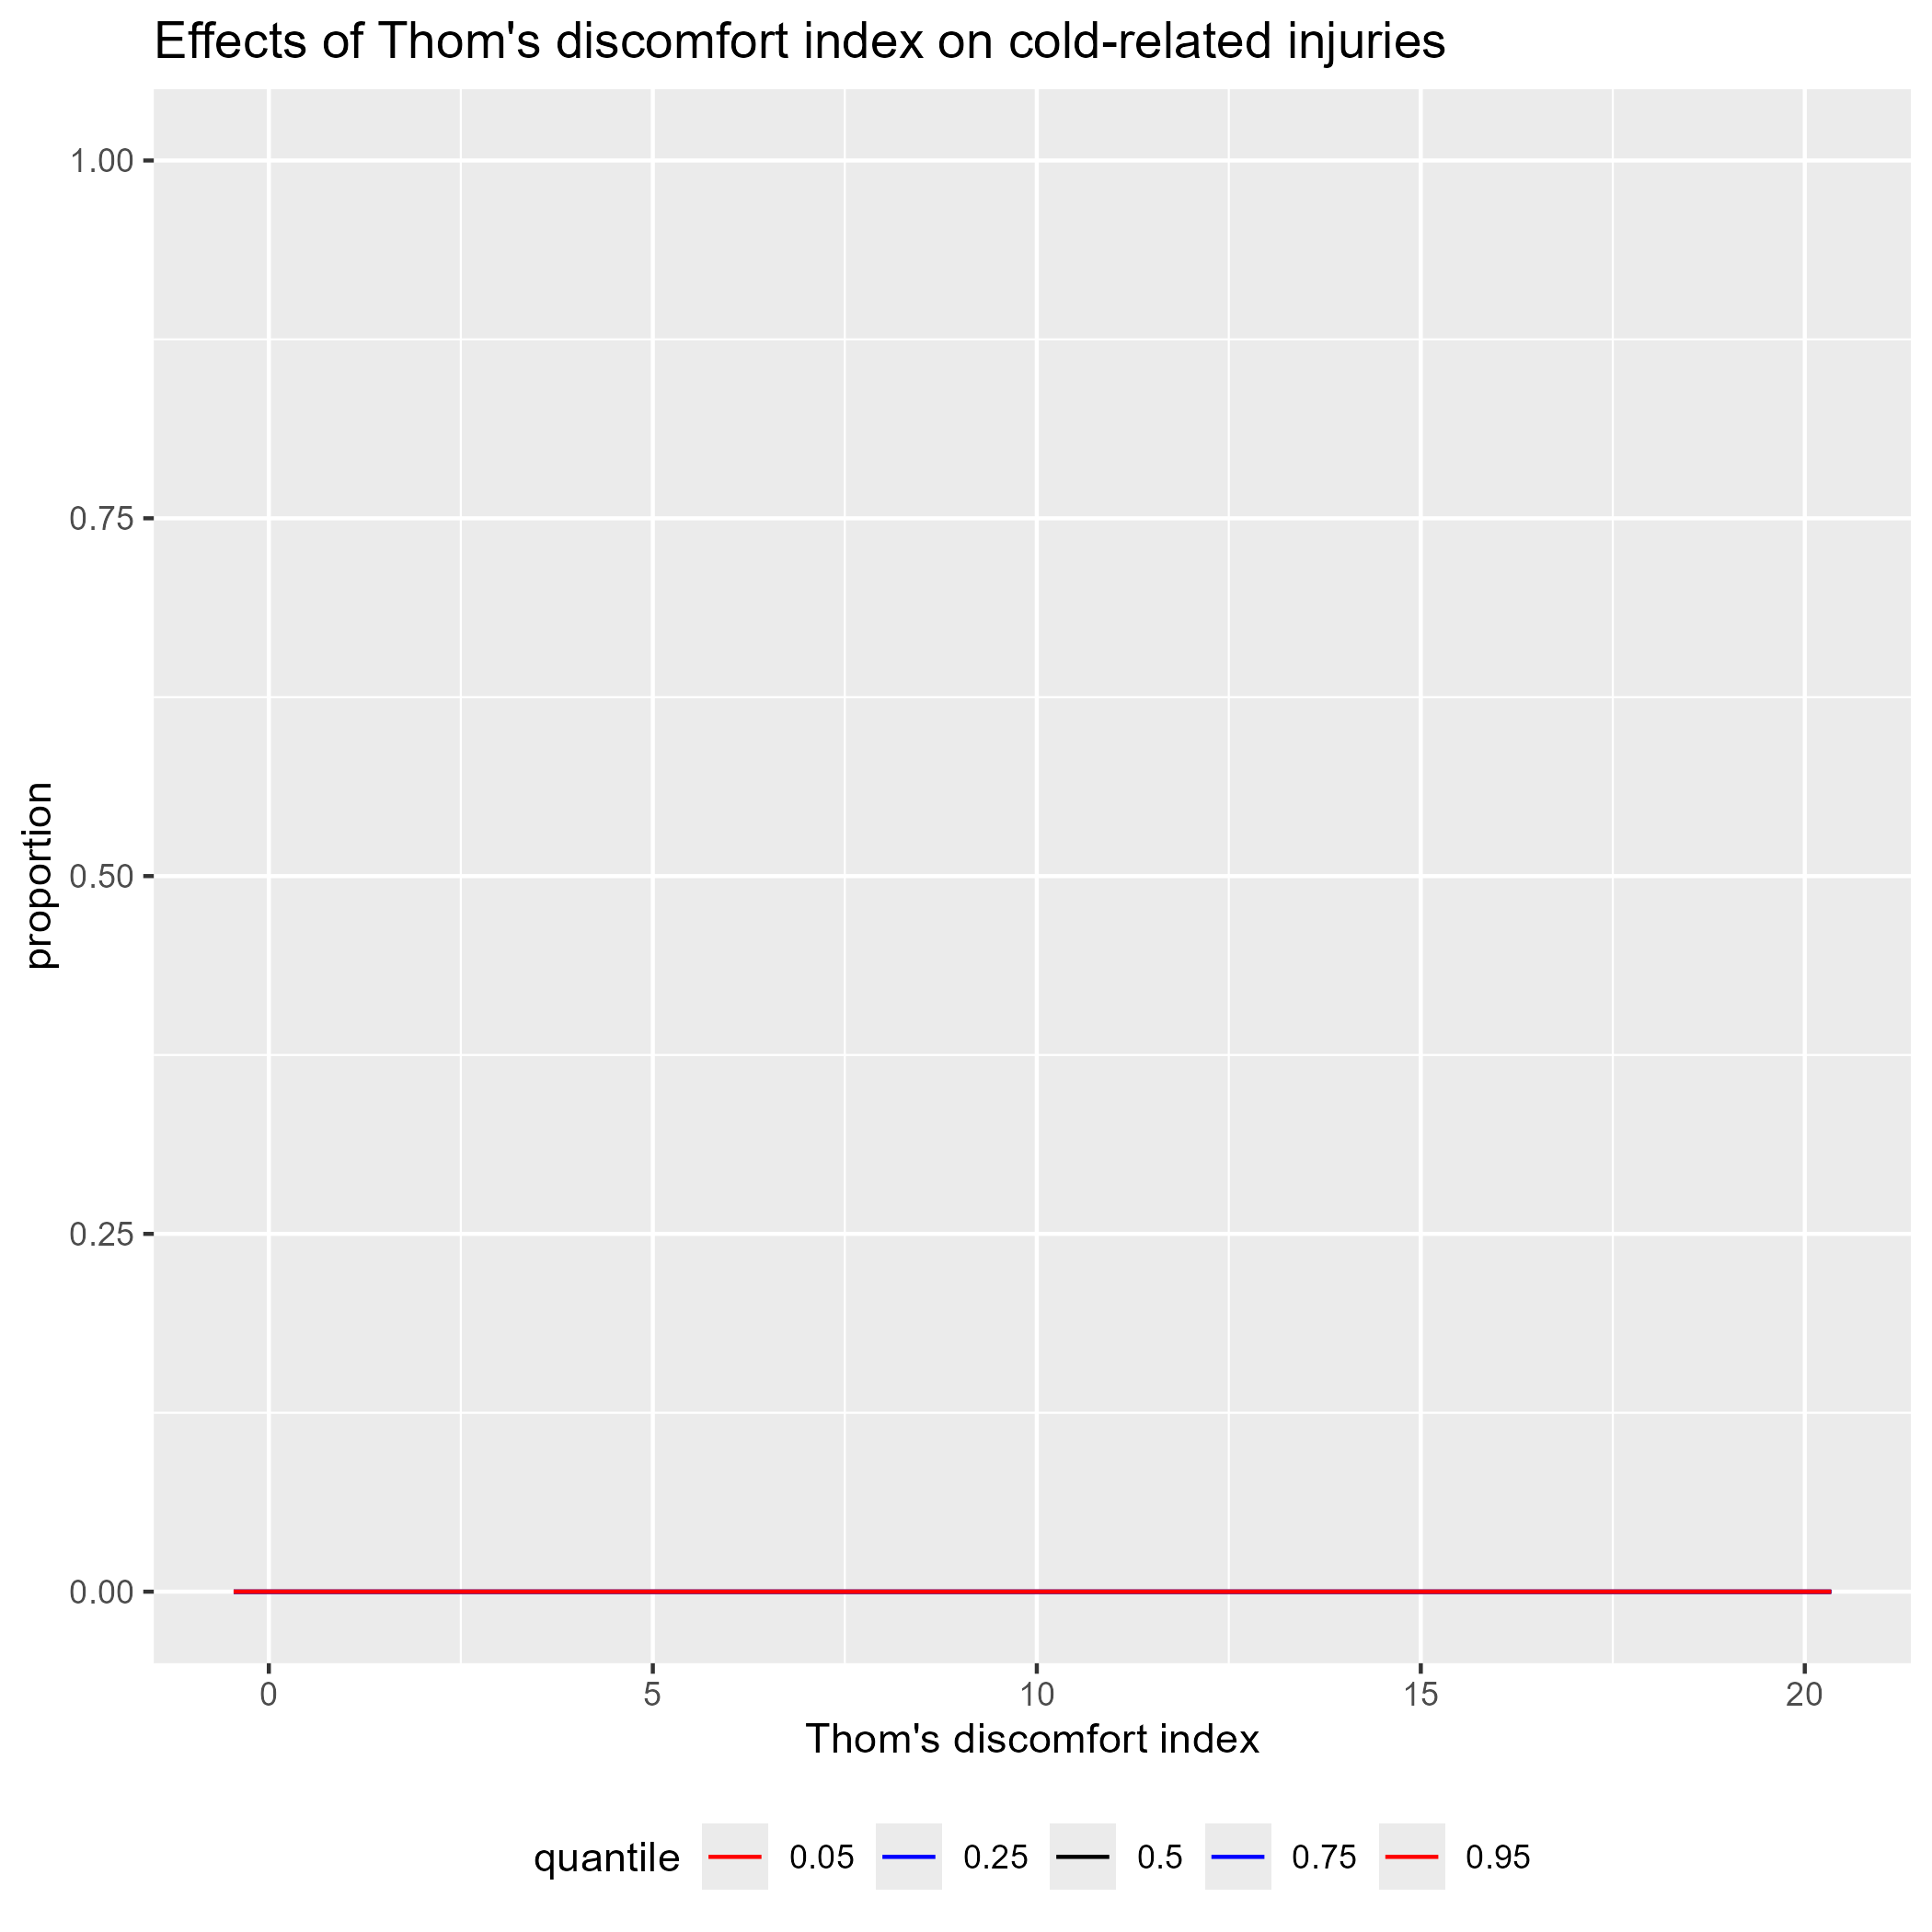 Effects of Thom's discomfort index on cold-related injuries
1.00
0.75
0.50
0.25
0.00
proportion
0 5 10 15 20
Thom's discomfort index
quantile 0.05 0.25 0.5 0.75 0.95